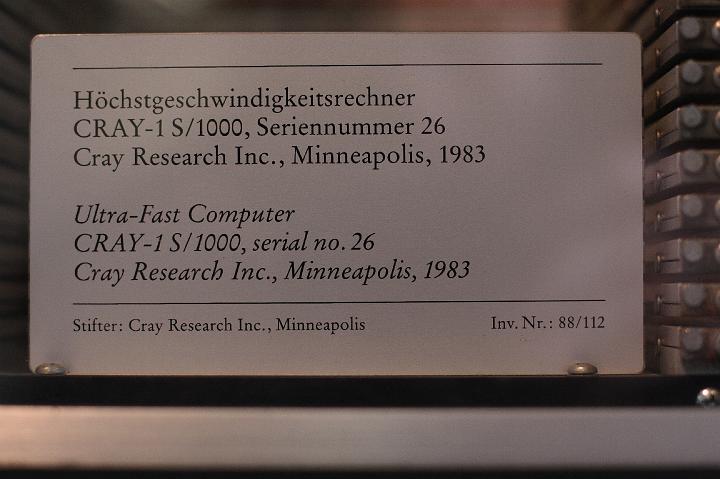 Höchstgeschwindigkeitsrechner
CRAY-1 S/1000, Seriennummer 26
Cray Research Inc., Minneapolis, 1983
Ultra-Fast Computer
CRAY-1 S/1000, serial no. 26
Cray Research Inc., Minneapolis, 1983
Stifter: Cray Research Inc., Minneapolis Inv. Nr.: 88/112